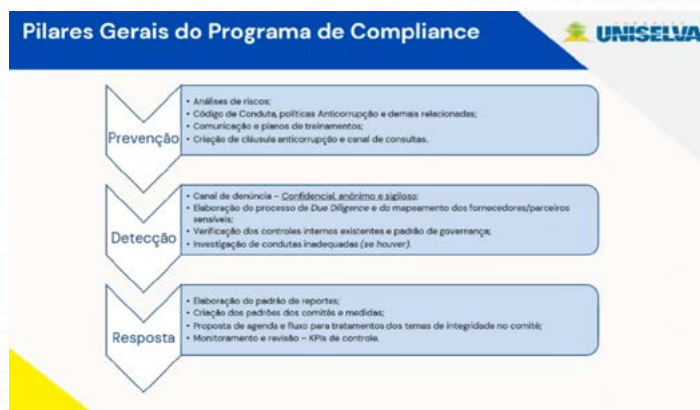 Pilares Gerais do Programa de Compliance
UNISELVA
Prevenção
• Análises de riscos;
• Código de Conduta, políticas Anticorrupção e demais relacionadas;
• Comunicação e planos de treinamentos;
• Criação de cláusula anticorrupção e canal de consultas.
Detecção
• Canal de denúncia – Confidencial, anônimo e sigiloso;
• Elaboração do processo de Due Diligence e do mapeamento dos fornecedores/parceiros
sensíveis;
• Verificação dos controles internos existentes e padrão de governança;
• Investigação de condutas inadequadas (se houver).
Resposta
• Elaboração do padrão de reportes;
• Criação dos padrões dos comitês e medidas;
• Proposta de agenda e fluxo para tratamentos dos temas de integridade no comitê;
• Monitoramento e revisão – KPIs de controle.